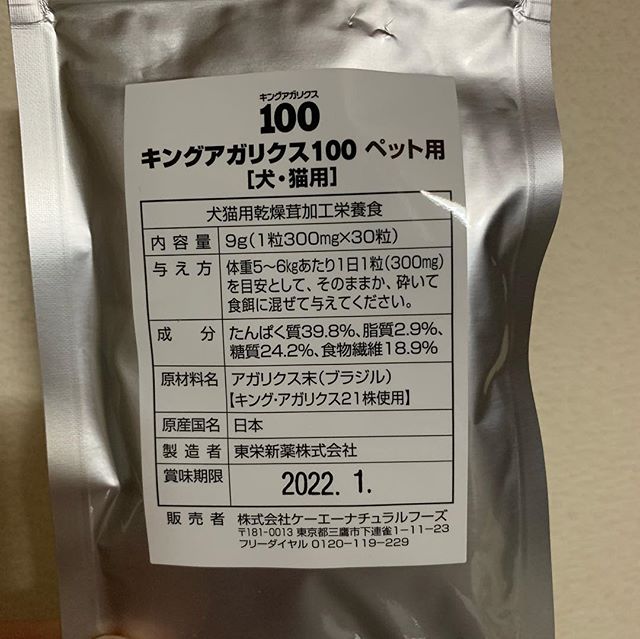 キングアガリクス
100
キングアガリクス100 ペット用
[犬・猫用]
犬猫用乾燥茸加工栄養食
内容量 9g(1粒300mg×30粒)
与え方 体重5〜6kgあたり1日1粒(300mg)
を目安として、そのままか、砕いて
食餌に混ぜて与えてください。
成分 たんぱく質39.8%、脂質2.9%、
糖質24.2%、食物繊維18.9%
原材料名 アガリクス末(ブラジル)
【キング・アガリクス21株使用】
原産国名 日本
製造者 東栄新薬株式会社
賞味期限 2022. 1.
販売者 株式会社ケーエーナチュラルフーズ
〒181-0013 東京都三鷹市下連雀1-11-23
フリーダイヤル 0120-119-229